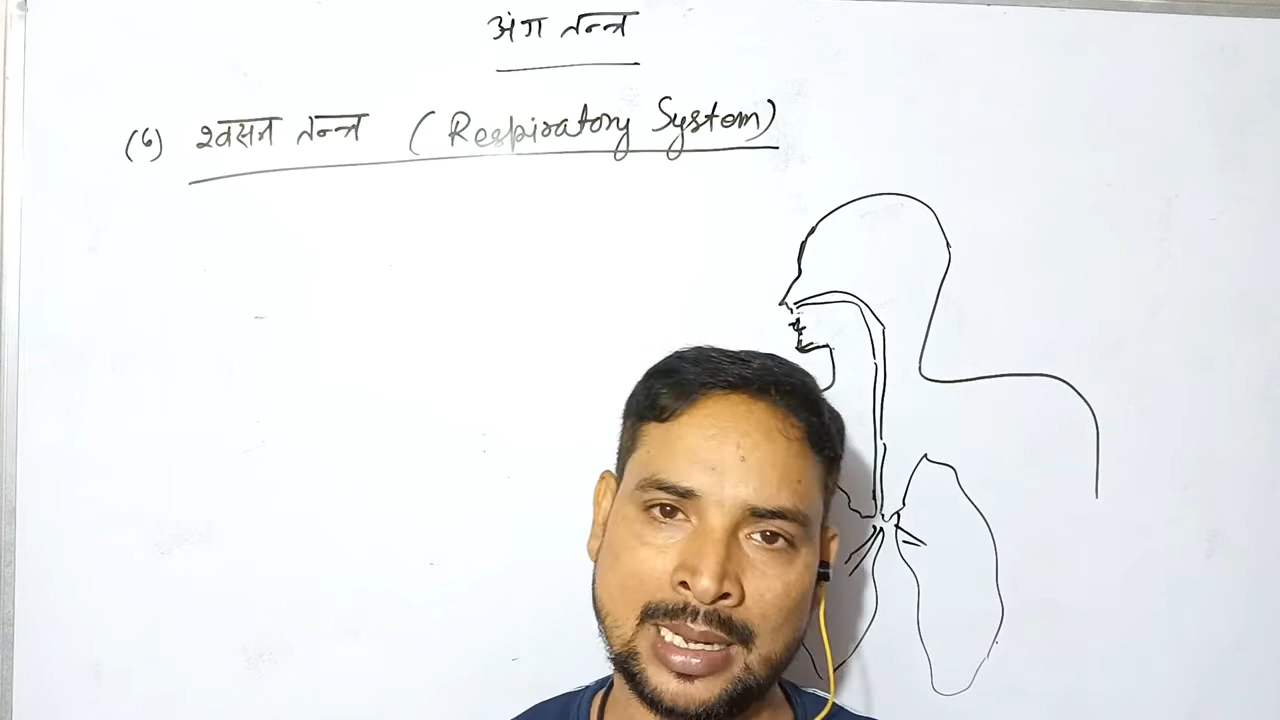 अंग तन्त्र
(6) श्वसन तन्त्र (Respiratory System)